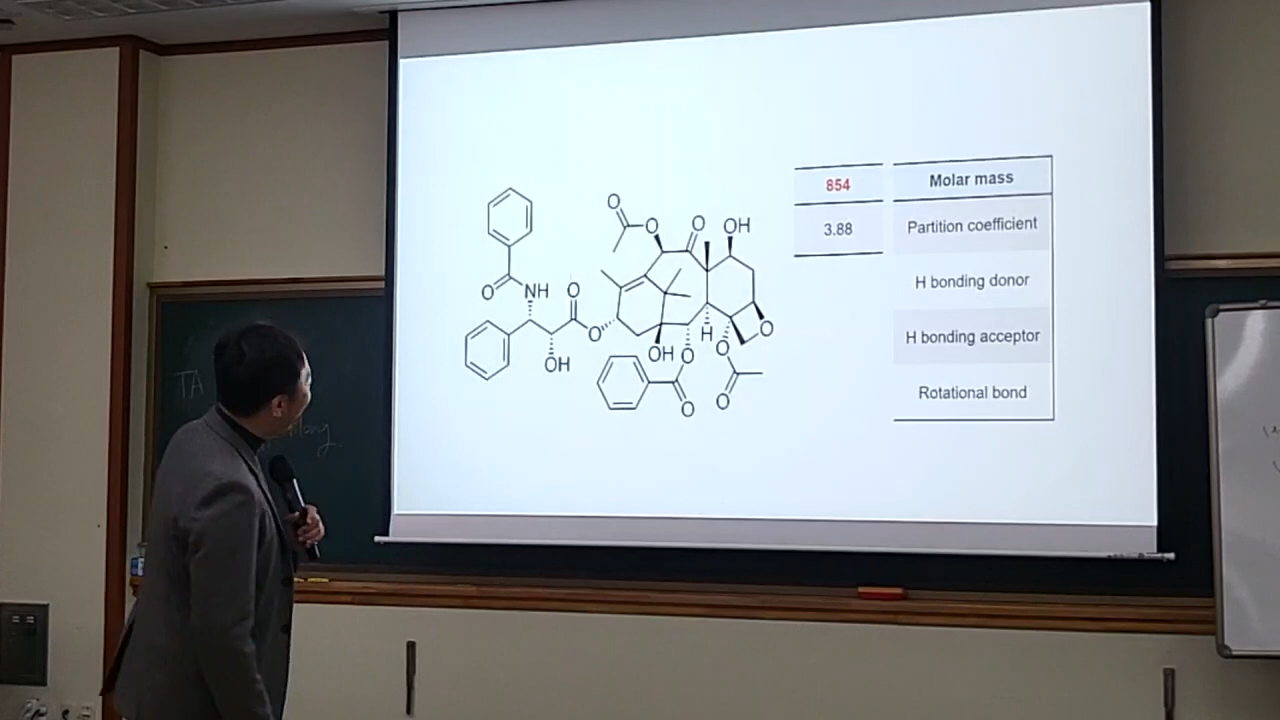 854 Molar mass
3.88 Partition coefficient
H bonding donor
H bonding acceptor
Rotational bond
O
O
O
OH
O
NH
O
O
H
O
OH
OH
O
O
O
O
TA